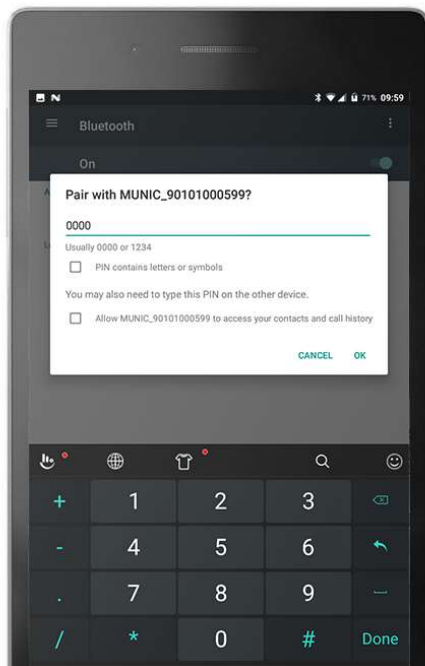 71% 09:59
Bluetooth
On
Pair with MUNIC_90101000599?
0000
Usually 0000 or 1234
PIN contains letters or symbols
You may also need to type this PIN on the other device.
Allow MUNIC_90101000599 to access your contacts and call history
CANCEL OK
+ 1 2 3
- 4 5 6
. 7 8 9
/ * 0 # Done